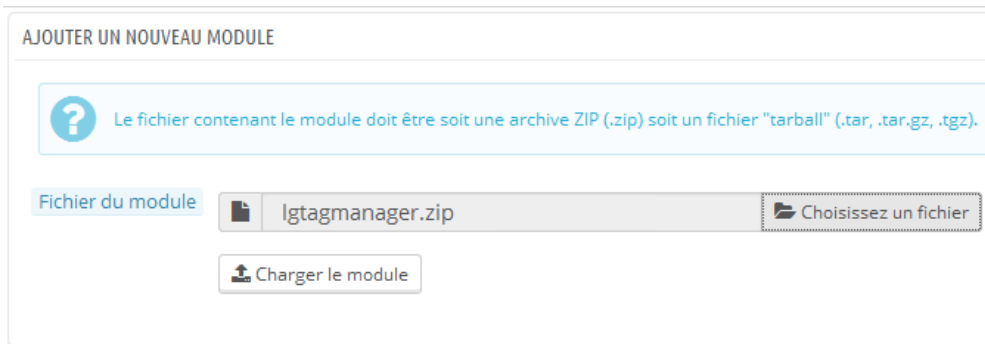 AJOUTER UN NOUVEAU MODULE
Le fichier contenant le module doit être soit une archive ZIP (.zip) soit un fichier "tarball" (.tar, .tar.gz, .tgz).
Fichier du module
lgtagmanager.zip
Choisissez un fichier
Charger le module